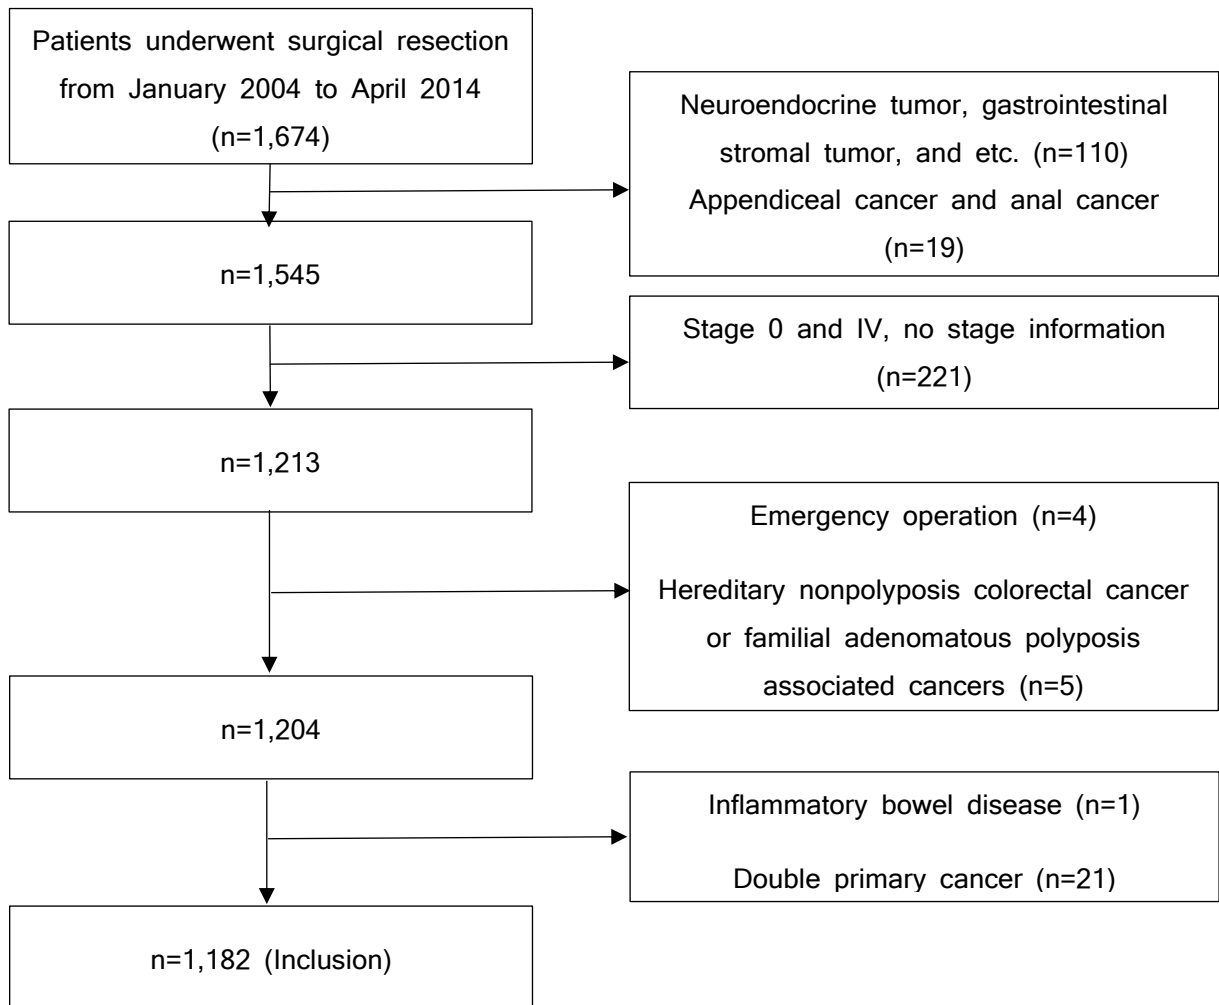 Patients underwent surgical resection
from January 2004 to April 2014
(n=1,674)
Neuroendocrine tumor, gastrointestinal
stromal tumor, and etc. (n=110)
Appendiceal cancer and anal cancer
(n=19)
n=1,545
Stage 0 and IV, no stage information
(n=221)
n=1,213
Emergency operation (n=4)
Hereditary nonpolyposis colorectal cancer
or familial adenomatous polyposis
associated cancers (n=5)
n=1,204
Inflammatory bowel disease (n=1)
Double primary cancer (n=21)
n=1,182 (Inclusion)